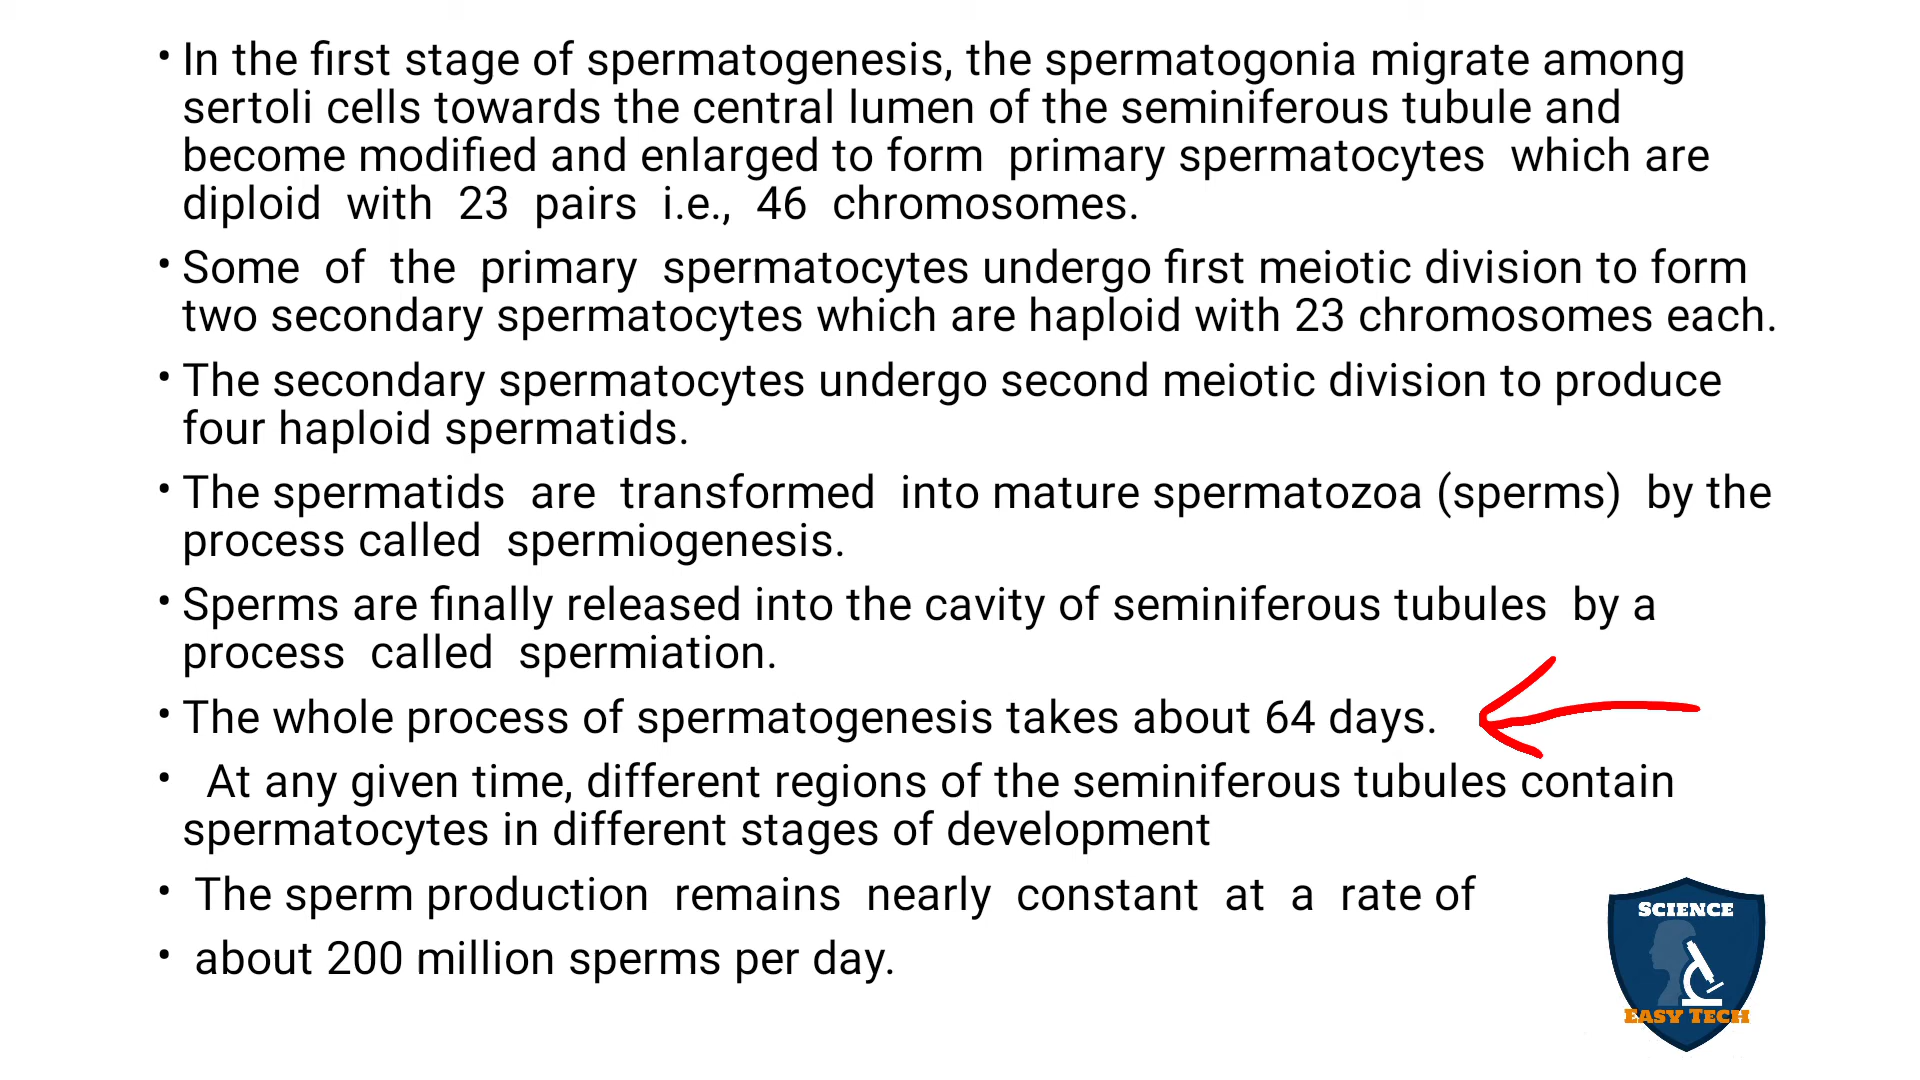 • In the first stage of spermatogenesis, the spermatogonia migrate among
sertoli cells towards the central lumen of the seminiferous tubule and
become modified and enlarged to form primary spermatocytes which are
diploid with 23 pairs i.e., 46 chromosomes.
• Some of the primary spermatocytes undergo first meiotic division to form
two secondary spermatocytes which are haploid with 23 chromosomes each.
• The secondary spermatocytes undergo second meiotic division to produce
four haploid spermatids.
• The spermatids are transformed into mature spermatozoa (sperms) by the
process called spermiogenesis.
• Sperms are finally released into the cavity of seminiferous tubules by a
process called spermiation.
• The whole process of spermatogenesis takes about 64 days.
• At any given time, different regions of the seminiferous tubules contain
spermatocytes in different stages of development
• The sperm production remains nearly constant at a rate of
• about 200 million sperms per day.
SCIENCE
EASY TECH